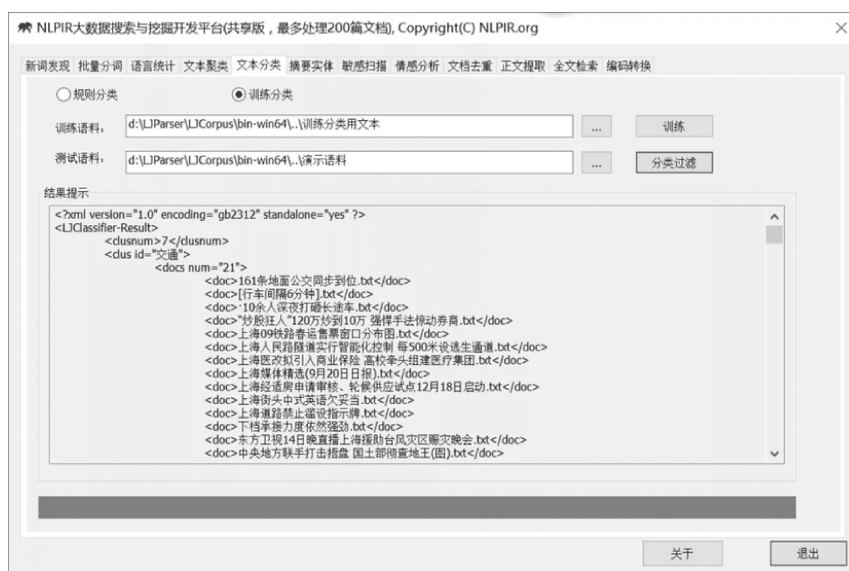 NLPIR大数据搜索与挖掘开发平台(共享版，最多处理200篇文档), Copyright(C) NLPIR.org
新词发现 批量分词 语言统计 文本聚类 文本分类 摘要实体 敏感扫描 情感分析 文档去重 正文提取 全文检索 编码转换
规则分类 训练分类
训练语料： d:\LJParser\LJCorpus\bin-win64\..\训练分类用文本 ... 训练
测试语料： d:\LJParser\LJCorpus\bin-win64\..\演示语料 ... 分类过滤
结果提示
<?xml version="1.0" encoding="gb2312" standalone="yes" ?>
<LJClassifier-Result>
<clusnum>7</clusnum>
<clus id="交通">
<docs num="21">
<doc>161条地面公交同步到位.txt</doc>
<doc>[行车间隔6分钟].txt</doc>
<doc>·10余人深夜打砸长途车.txt</doc>
<doc>"炒股狂人"120万炒到10万 强悍手法惊动券商.txt</doc>
<doc>上海09铁路春运售票窗口分布图.txt</doc>
<doc>上海人民路隧道实行智能化控制 每500米设逃生通道.txt</doc>
<doc>上海医改拟引入商业保险 高校牵头组建医疗集团.txt</doc>
<doc>上海媒体精选(9月20日日报).txt</doc>
<doc>上海经适房申请审核、轮候供应试点12月18日启动.txt</doc>
<doc>上海街头中式英语欠妥当.txt</doc>
<doc>上海道路禁止滥设指示牌.txt</doc>
<doc>下档承接力度依然强劲.txt</doc>
<doc>东方卫视14日晚直播上海援助台风灾区赈灾晚会.txt</doc>
<doc>中央地方联手打击捂盘 国土部彻查地王(图).txt</doc>
关于 退出